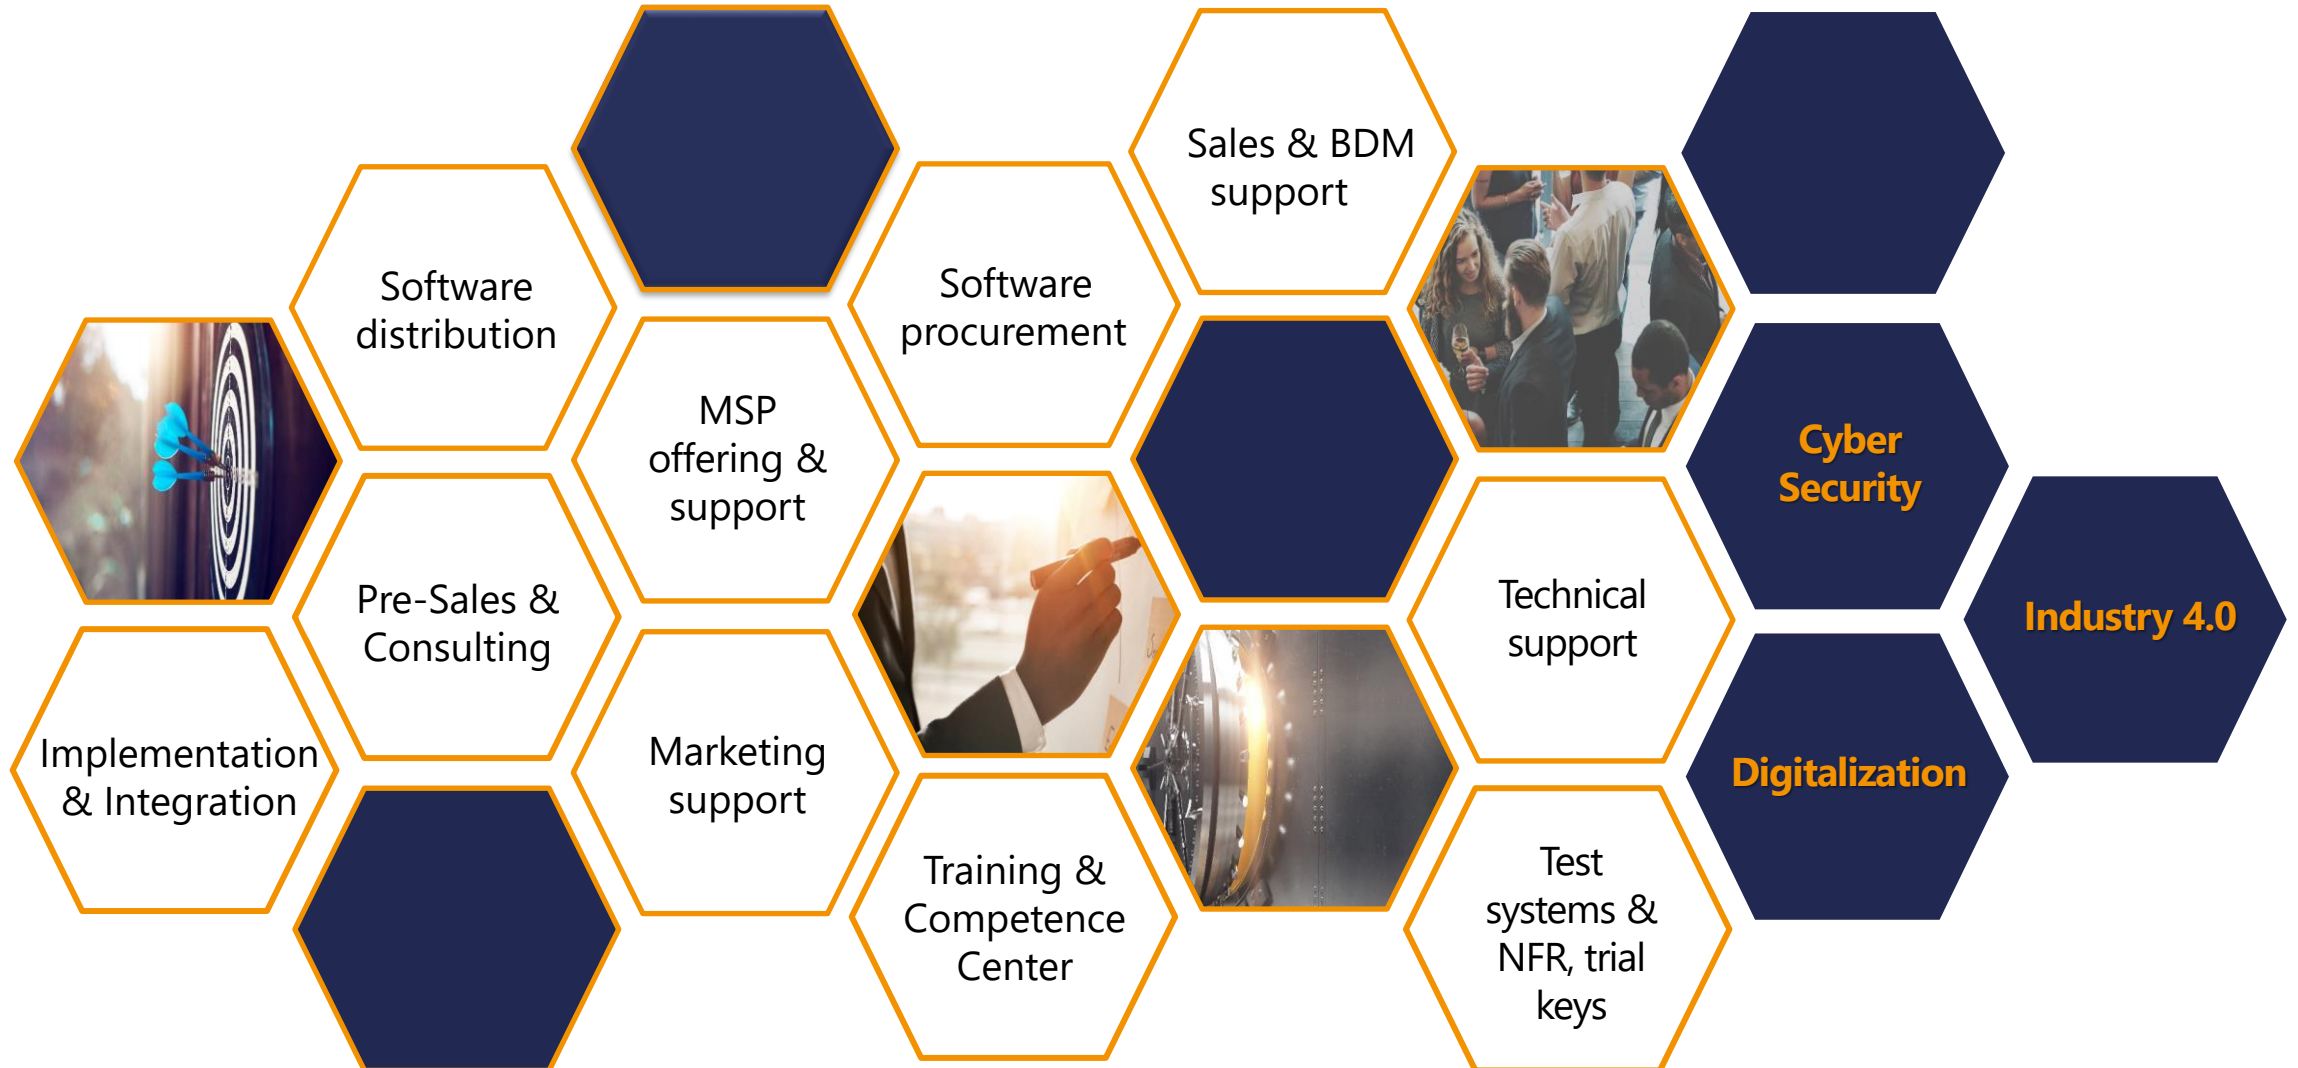 Sales & BDM
support
Software
distribution
Software
procurement
MSP
offering &
support
Cyber
Security
Pre-Sales &
Consulting
Technical
support
Industry 4.0
Implementation
& Integration
Marketing
support
Digitalization
Training &
Competence
Center
Test
systems &
NFR, trial
keys